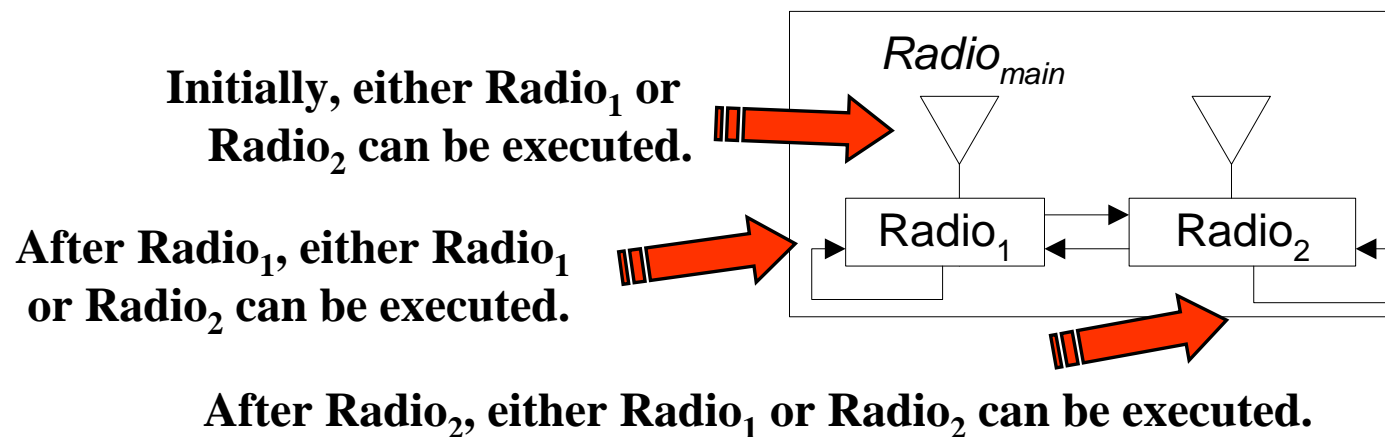 Initially, either Radio₁ or
Radio₂ can be executed.
Radio_main
Radio₁
Radio₂
After Radio₁, either Radio₁
or Radio₂ can be executed.
After Radio₂, either Radio₁ or Radio₂ can be executed.